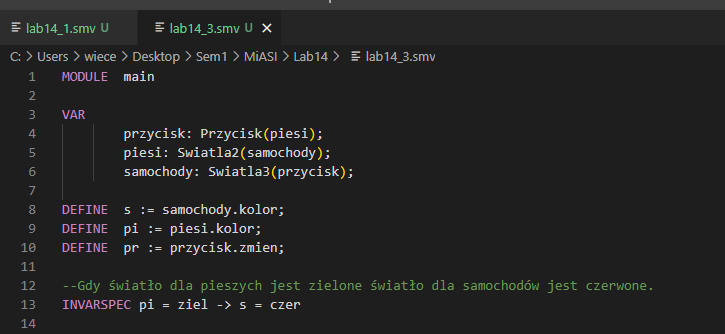 lab14_1.smv U lab14_3.smv U ×
C: > Users > wiece > Desktop > Sem1 > MiASI > Lab14 > lab14_3.smv
1 MODULE main
2
3 VAR
4 przycisk: Przycisk(piesi);
5 piesi: Swiatla2(samochody);
6 samochody: Swiatla3(przycisk);
7
8 DEFINE s := samochody.kolor;
9 DEFINE pi := piesi.kolor;
10 DEFINE pr := przycisk.zmien;
11
12 --Gdy światło dla pieszych jest zielone światło dla samochodów jest czerwone.
13 INVARSPEC pi = ziel -> s = czer
14